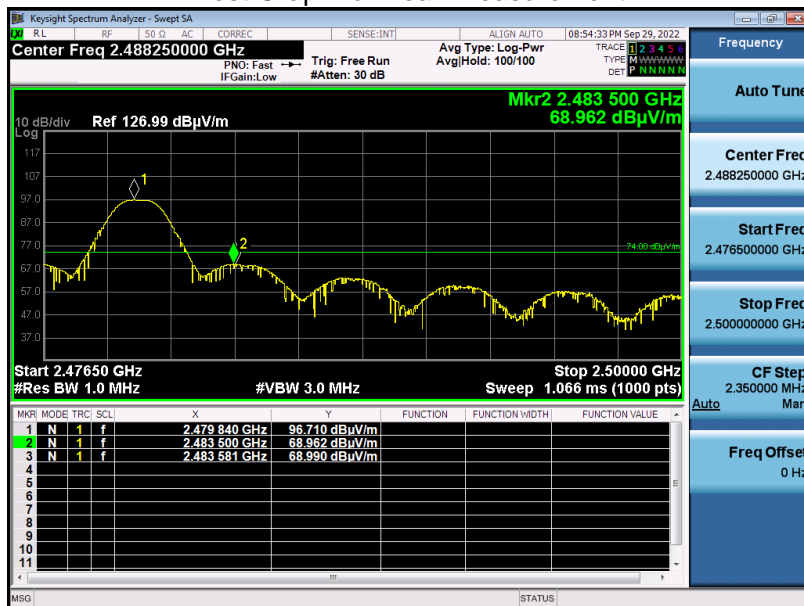 Keysight Spectrum Analyzer - Swept SA
LXI RL RF 50 Ω AC CORREC SENSE:INT ALIGN AUTO 08:54:33 PM Sep 29, 2022
Center Freq 2.488250000 GHz
PNO: Fast
IFGain:Low
Trig: Free Run
#Atten: 30 dB
Avg Type: Log-Pwr
Avg|Hold: 100/100
TRACE 1 2 3 4 5 6
TYPE M W W W W W
DET P N N N N N
Mkr2 2.483 500 GHz
68.962 dBµV/m
10 dB/div Ref 126.99 dBµV/m
Log
117
107
97.0
87.0
77.0
67.0
57.0
47.0
37.0
1
2
74.00 dBµV/m
Start 2.47650 GHz Stop 2.50000 GHz
#Res BW 1.0 MHz #VBW 3.0 MHz Sweep 1.066 ms (1000 pts)
MKR MODE TRC SCL X Y FUNCTION FUNCTION WIDTH FUNCTION VALUE
1 N 1 f 2.479 840 GHz 96.710 dBµV/m
2 N 1 f 2.483 500 GHz 68.962 dBµV/m
3 N 1 f 2.483 581 GHz 68.990 dBµV/m
4
5
6
7
8
9
10
11
MSG STATUS
Frequency
Auto Tune
Center Freq
2.488250000 GHz
Start Freq
2.476500000 GHz
Stop Freq
2.500000000 GHz
CF Step
2.350000 MHz
Auto Man
Freq Offset
0 Hz